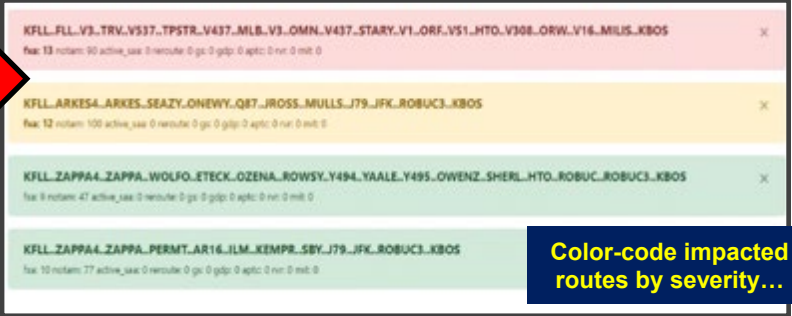 KFLL..FLL..V3..TRV..V537..TPSTR..V437..MLB..V3..OMN..V437..STARY..V1..ORF..VS1..HTO..V308..ORW..V16..MILIS..KBOS ×
fsa: 13 notam: 90 active_saa: 0 reroute: 0 gs: 0 gdp: 0 aptc: 0 rvr: 0 mit: 0
KFLL..ARKES4..ARKES..SEAZY..ONEWY..Q87..JROSS..MULLS..J79..JFK..ROBUC3..KBOS ×
fsa: 12 notam: 100 active_saa: 0 reroute: 0 gs: 0 gdp: 0 aptc: 0 rvr: 0 mit: 0
KFLL..ZAPPA4..ZAPPA..WOLFO..ETECK..OZENA..ROWSY..Y494..YAALE..Y495..OWENZ..SHERL..HTO..ROBUC..ROBUC3..KBOS ×
fsa: 9 notam: 47 active_saa: 0 reroute: 0 gs: 0 gdp: 0 aptc: 0 rvr: 0 mit: 0
KFLL..ZAPPA4..ZAPPA..PERMT..AR16..ILM..KEMPR..SBY..J79..JFK..ROBUC3..KBOS
fsa: 10 notam: 77 active_saa: 0 reroute: 0 gs: 0 gdp: 0 aptc: 0 rvr: 0 mit: 0
Color-code impacted
routes by severity…